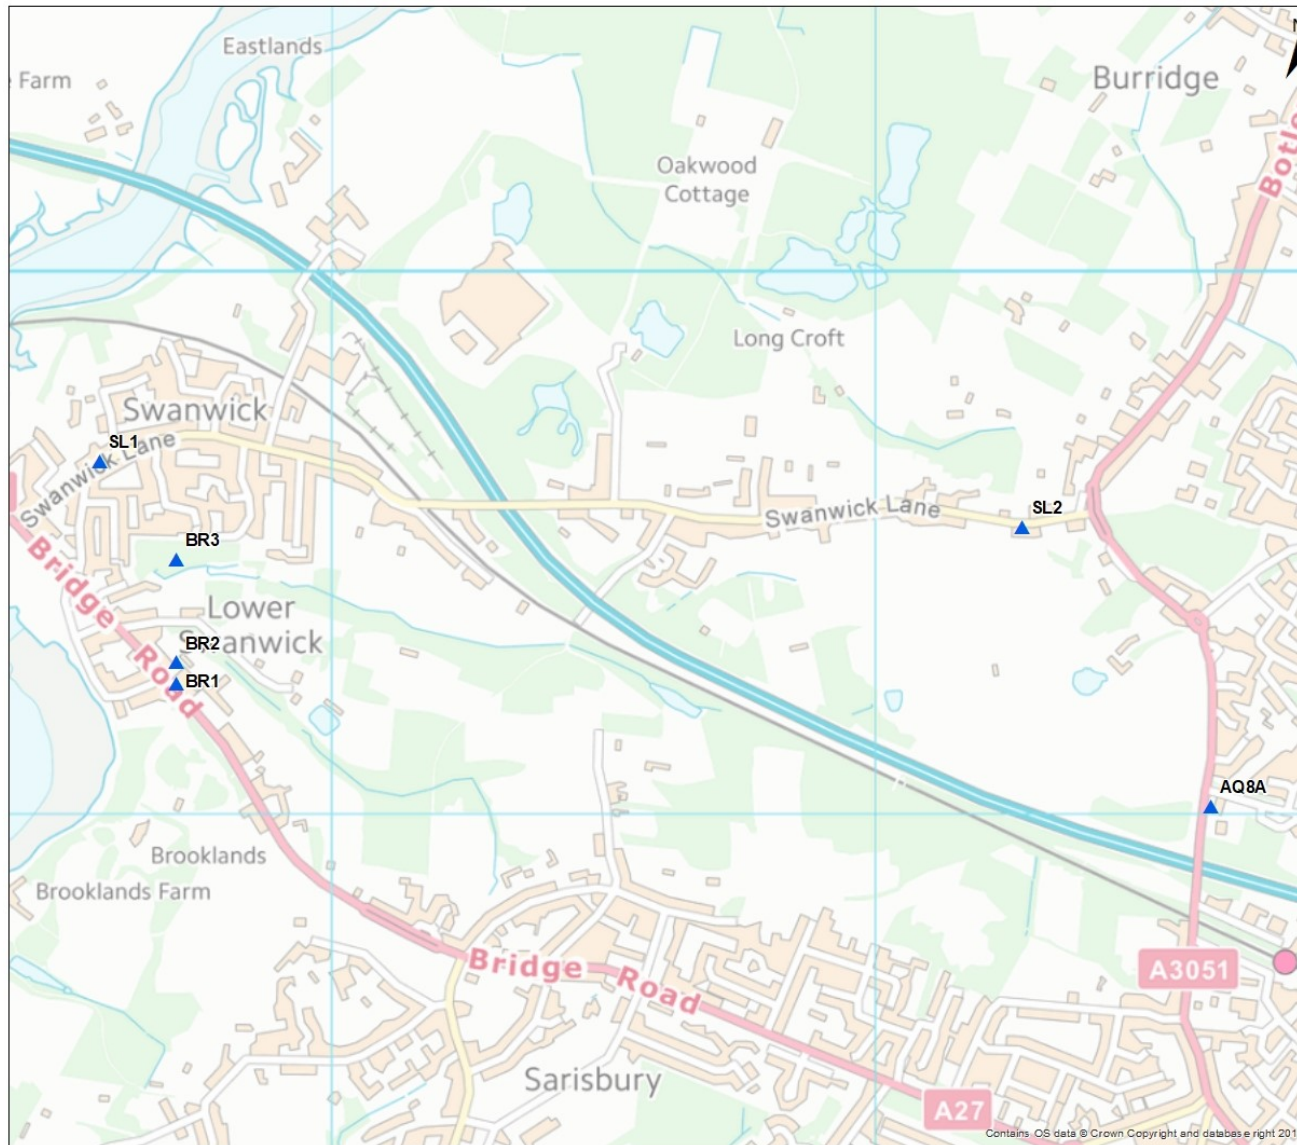 Eastlands
Farm
Burridge
Oakwood
Cottage
Long Croft
Swanwick
SL1
Swanwick Lane
Swanwick Lane
SL2
BR3
Bridge Road
Lower
Swanwick
BR2
BR1
AQ8A
Brooklands
Brooklands Farm
Bridge Road
A3051
Sarisbury
A27
Contains OS data © Crown Copyright and database right 201